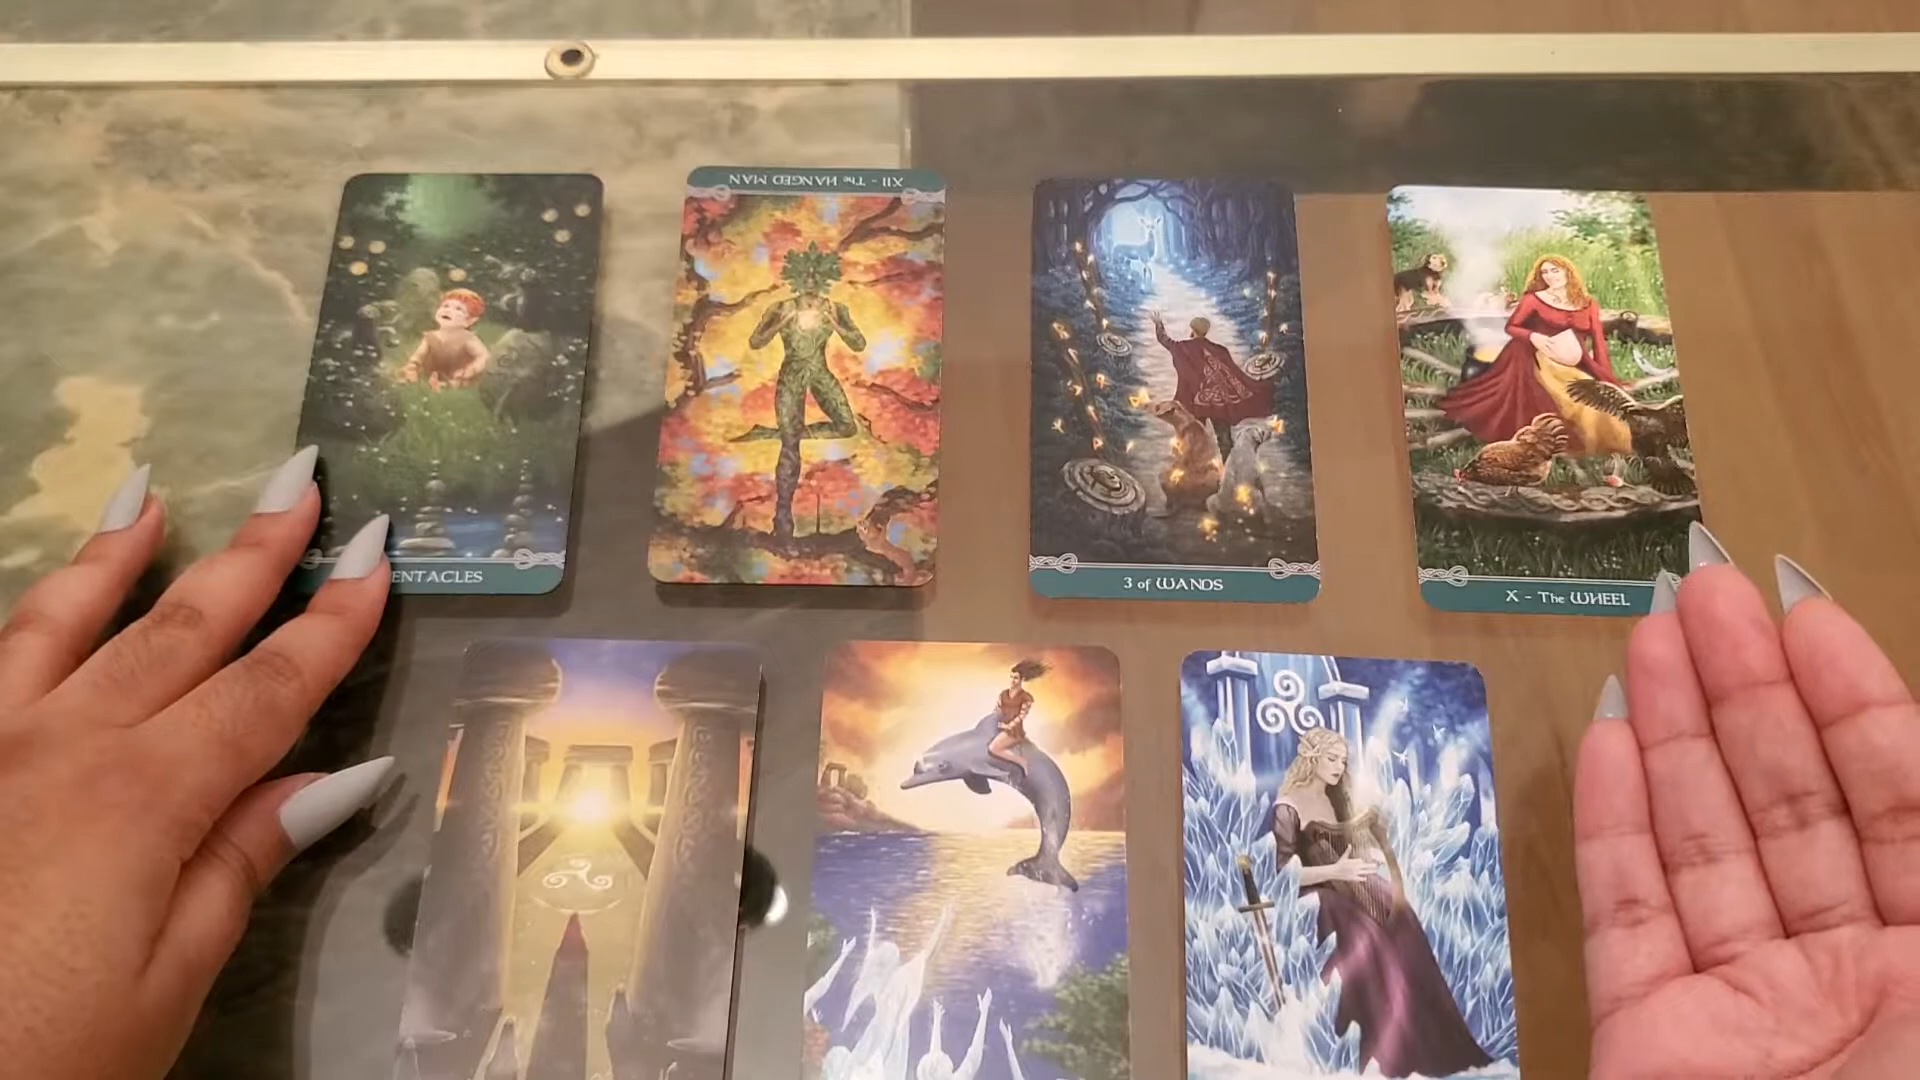 XII - The HANGED MAN
ENTACLES
3 of WANDS
X - The WHEEL